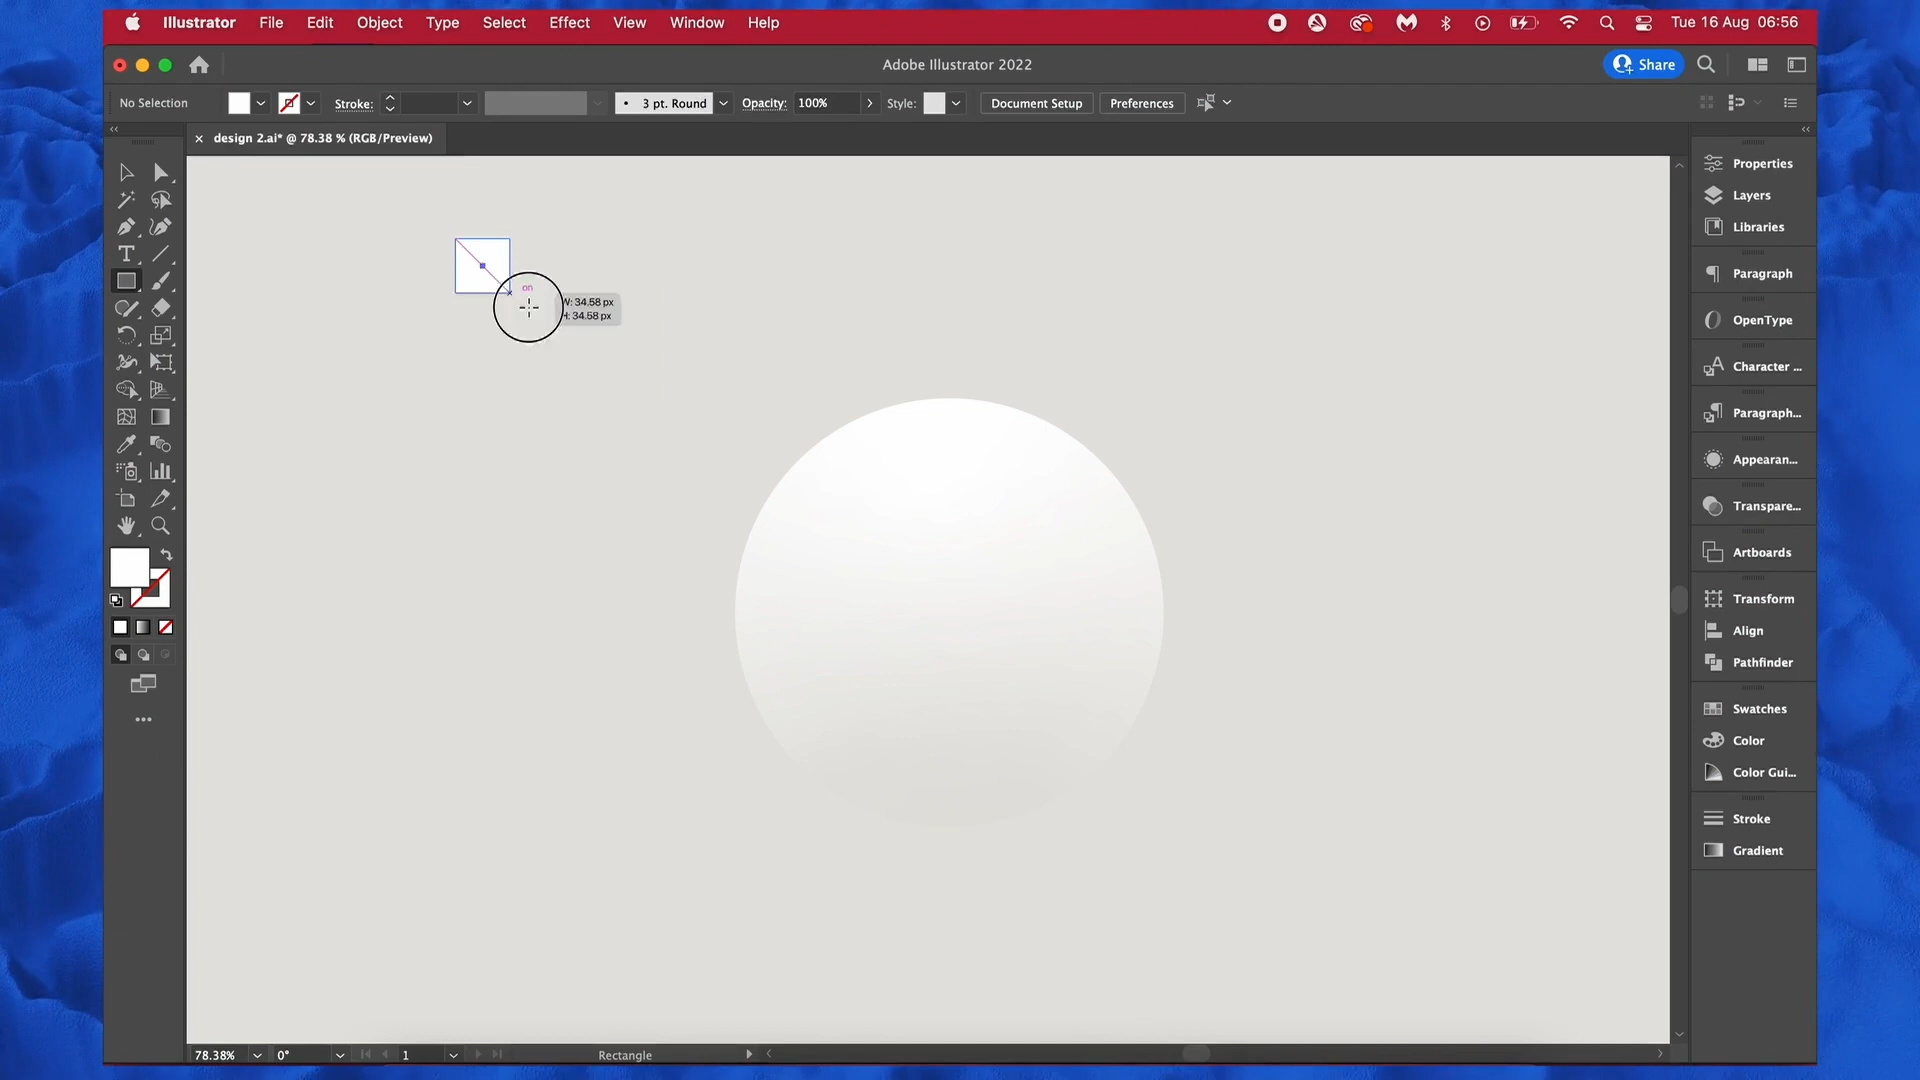 Illustrator File Edit Object Type Select Effect View Window Help Tue 16 Aug 06:56
Adobe Illustrator 2022 Share
No Selection Stroke: 3 pt. Round Opacity: 100% Style: Document Setup Preferences
design 2.ai* @ 78.38 % (RGB/Preview)
Properties
Layers
Libraries
Paragraph
OpenType
Character ...
Paragraph...
Appearan...
Transpare...
Artboards
Transform
Align
Pathfinder
Swatches
Color
Color Gui...
Stroke
Gradient
on
W: 34.58 px
H: 34.58 px
78.38% 0° 1 Rectangle